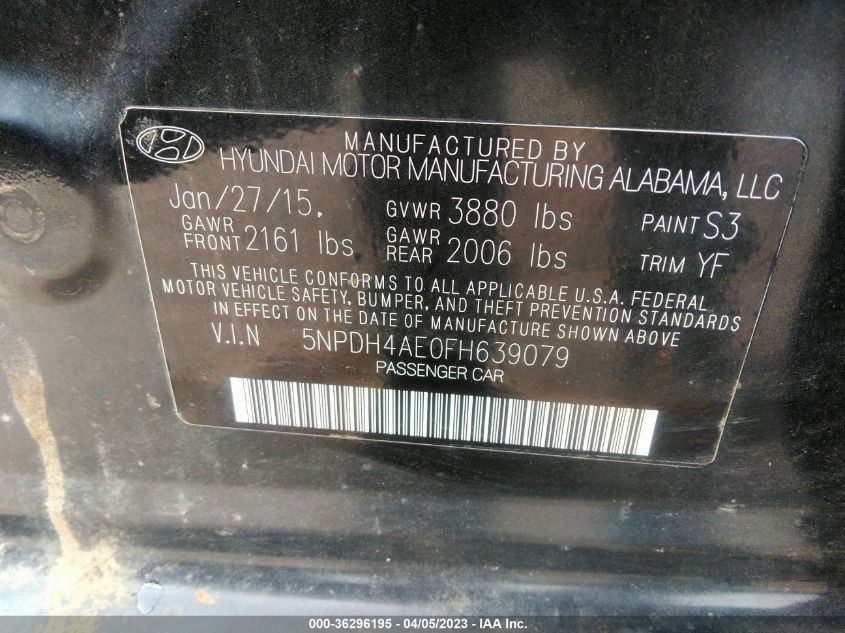 MANUFACTURED BY
HYUNDAI MOTOR MANUFACTURING ALABAMA, LLC
Jan/27/15, GVWR 3880 lbs PAINT S3
GAWR FRONT 2161 lbs GAWR REAR 2006 lbs TRIM YF
THIS VEHICLE CONFORMS TO ALL APPLICABLE U.S.A. FEDERAL
MOTOR VEHICLE SAFETY, BUMPER, AND THEFT PREVENTION STANDARDS
IN EFFECT ON THE DATE OF MANUFACTURE SHOWN ABOVE
V.I.N 5NPDH4AE0FH639079
PASSENGER CAR
000-36296195 - 04/05/2023 - IAA Inc.